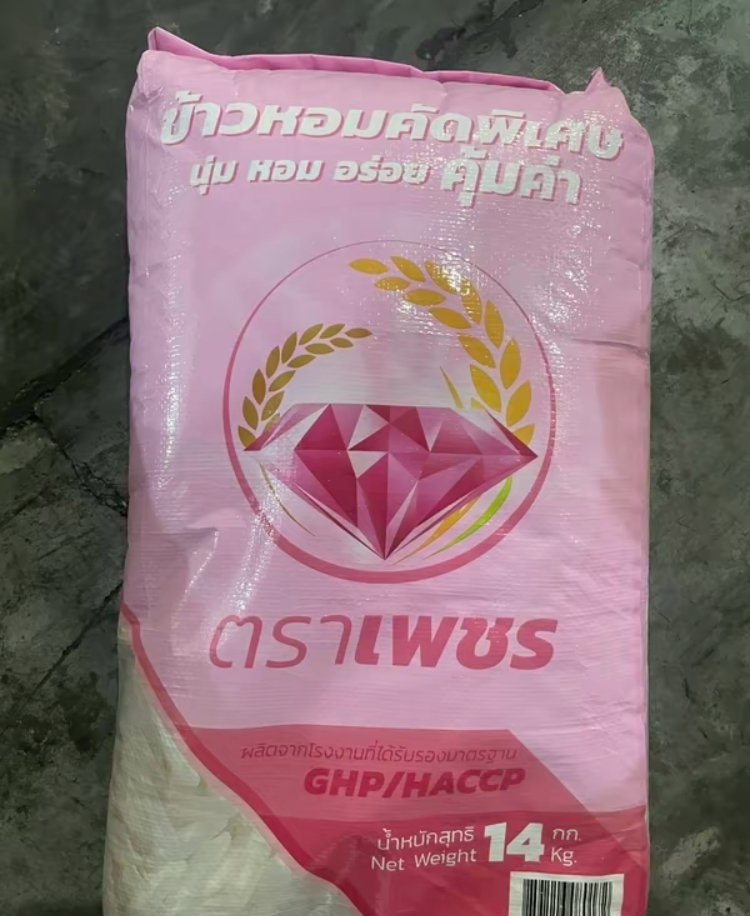 ข้าวหอมคัดพิเศษ
นุ่ม หอม อร่อย คุ้มค่า
ตราเพชร
ผลิตจากโรงงานที่ได้รับรองมาตรฐาน
GHP/HACCP
น้ำหนักสุทธิ 14 กก.
Net Weight Kg.